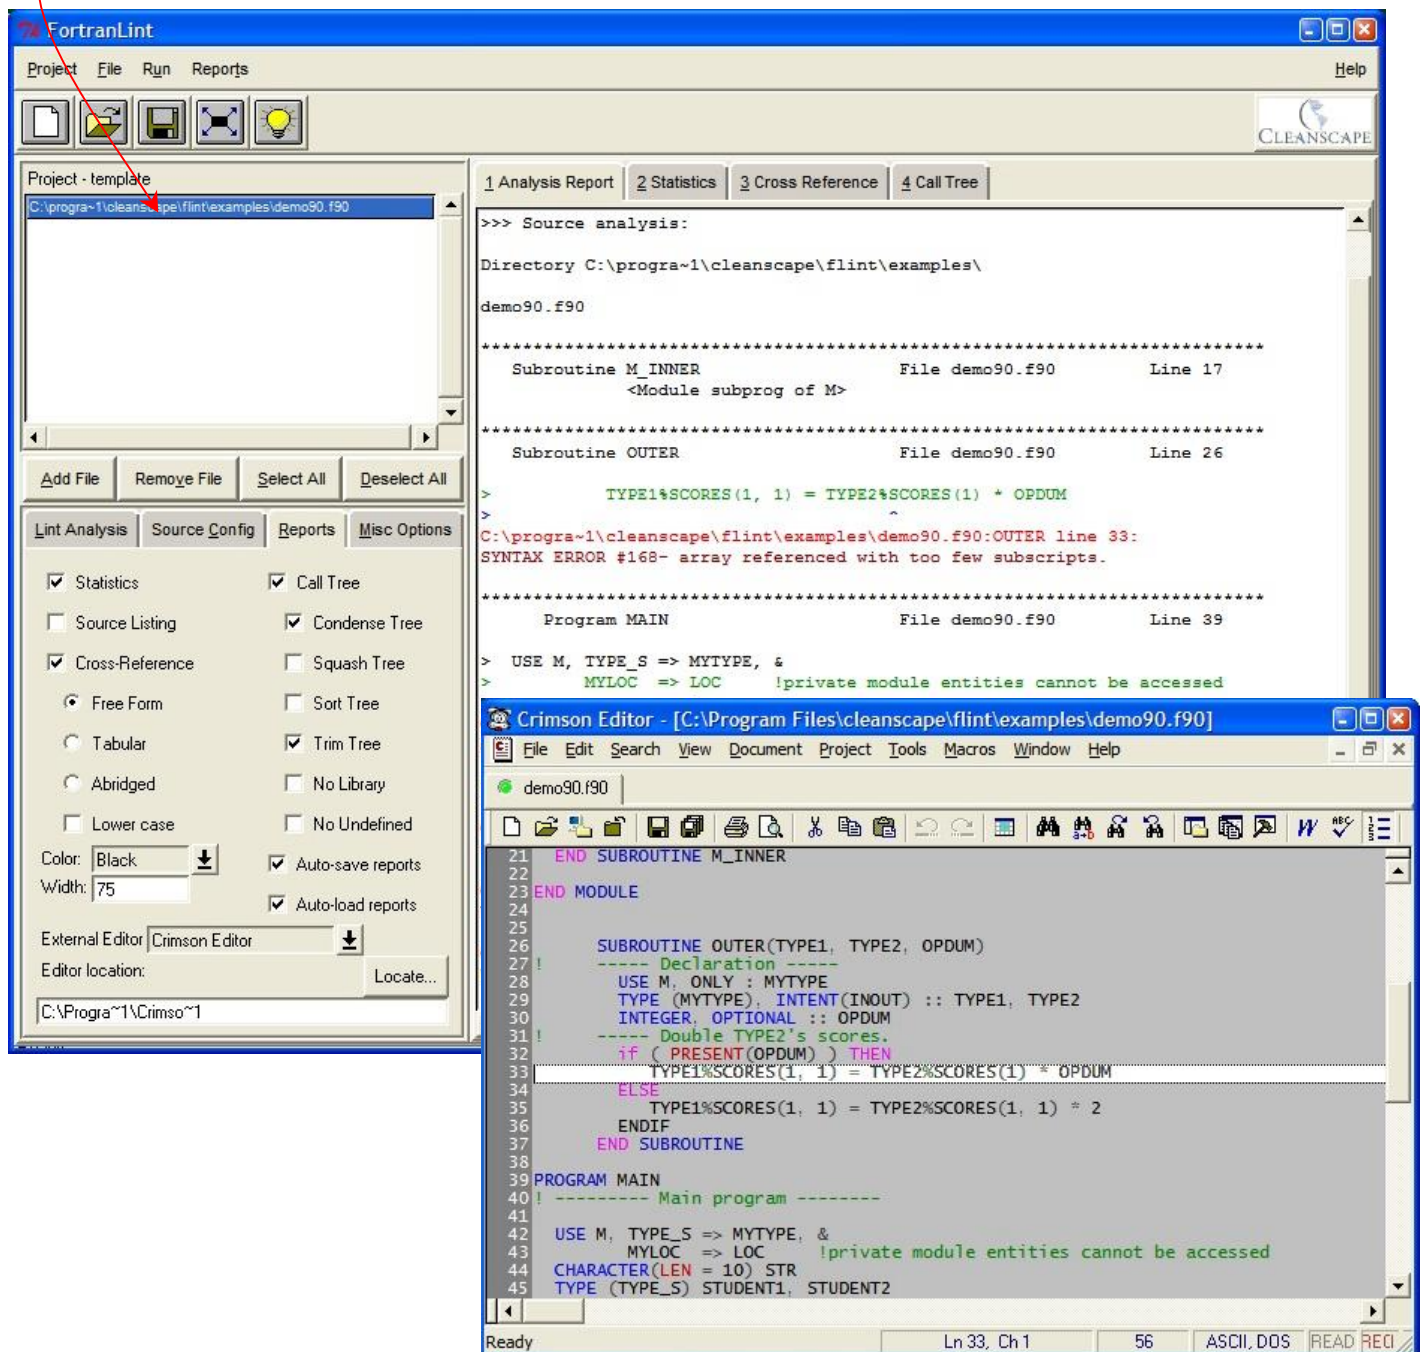 FortranLint
Project File Run Reports Help
CLEANSCAPE
Project - template
C:\progra~1\cleanscape\flint\examples\demo90.f90
Add File Remove File Select All Deselect All
Lint Analysis Source Config Reports Misc Options
Statistics Call Tree
Source Listing Condense Tree
Cross-Reference Squash Tree
Free Form Sort Tree
Tabular Trim Tree
Abridged No Library
Lower case No Undefined
Color: Black Auto-save reports
Width: 75
Auto-load reports
External Editor Crimson Editor
Editor location: Locate...
C:\Progra~1\Crimso~1
1 Analysis Report 2 Statistics 3 Cross Reference 4 Call Tree
>>> Source analysis:
Directory C:\progra~1\cleanscape\flint\examples\
demo90.f90
***************************************************************************
Subroutine M_INNER File demo90.f90 Line 17
<Module subprog of M>
***************************************************************************
Subroutine OUTER File demo90.f90 Line 26
> TYPE1%SCORES(1, 1) = TYPE2%SCORES(1) * OPDUM
> ^
C:\progra~1\cleanscape\flint\examples\demo90.f90:OUTER line 33:
SYNTAX ERROR #168- array referenced with too few subscripts.
***************************************************************************
Program MAIN File demo90.f90 Line 39
> USE M, TYPE_S => MYTYPE, &
> MYLOC => LOC !private module entities cannot be accessed
Crimson Editor - [C:\Program Files\cleanscape\flint\examples\demo90.f90]
File Edit Search View Document Project Tools Macros Window Help
demo90.f90
21 END SUBROUTINE M_INNER
22
23 END MODULE
24
25
26 SUBROUTINE OUTER(TYPE1, TYPE2, OPDUM)
27 ! ----- Declaration -----
28 USE M, ONLY : MYTYPE
29 TYPE (MYTYPE), INTENT(INOUT) :: TYPE1, TYPE2
30 INTEGER, OPTIONAL :: OPDUM
31 ! ----- Double TYPE2's scores.
32 if ( PRESENT(OPDUM) ) THEN
33 TYPE1%SCORES(1, 1) = TYPE2%SCORES(1) * OPDUM
34 ELSE
35 TYPE1%SCORES(1, 1) = TYPE2%SCORES(1, 1) * 2
36 ENDIF
37 END SUBROUTINE
38
39 PROGRAM MAIN
40 ! --------- Main program --------
41
42 USE M, TYPE_S => MYTYPE, &
43 MYLOC => LOC !private module entities cannot be accessed
44 CHARACTER(LEN = 10) STR
45 TYPE (TYPE_S) STUDENT1, STUDENT2
Ready Ln 33, Ch 1 56 ASCII, DOS READ REC